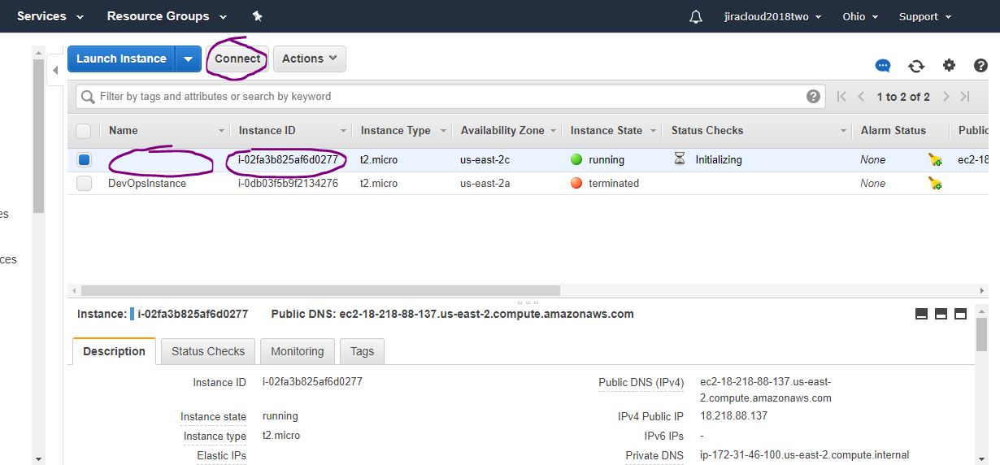 Services Resource Groups jiracloud2018two Ohio Support
Launch Instance Connect Actions
Filter by tags and attributes or search by keyword 1 to 2 of 2
Name Instance ID Instance Type Availability Zone Instance State Status Checks Alarm Status Public
i-02fa3b825af6d0277 t2.micro us-east-2c running Initializing None ec2-18
DevOpsInstance i-0db03f5b9f2134276 t2.micro us-east-2a terminated None
es
ces
Instance: i-02fa3b825af6d0277 Public DNS: ec2-18-218-88-137.us-east-2.compute.amazonaws.com
Description Status Checks Monitoring Tags
Instance ID i-02fa3b825af6d0277 Public DNS (IPv4) ec2-18-218-88-137.us-east-
2.compute.amazonaws.com
Instance state running IPv4 Public IP 18.218.88.137
Instance type t2.micro IPv6 IPs -
Elastic IPs Private DNS ip-172-31-46-100.us-east-2.compute.internal